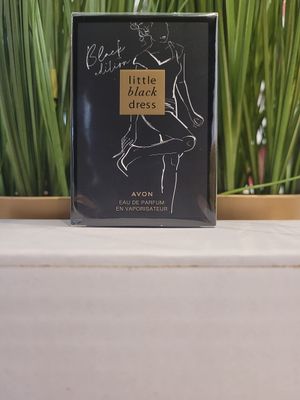 Black
edition
little
black
dress
AVON
EAU DE PARFUM
EN VAPORISATEUR